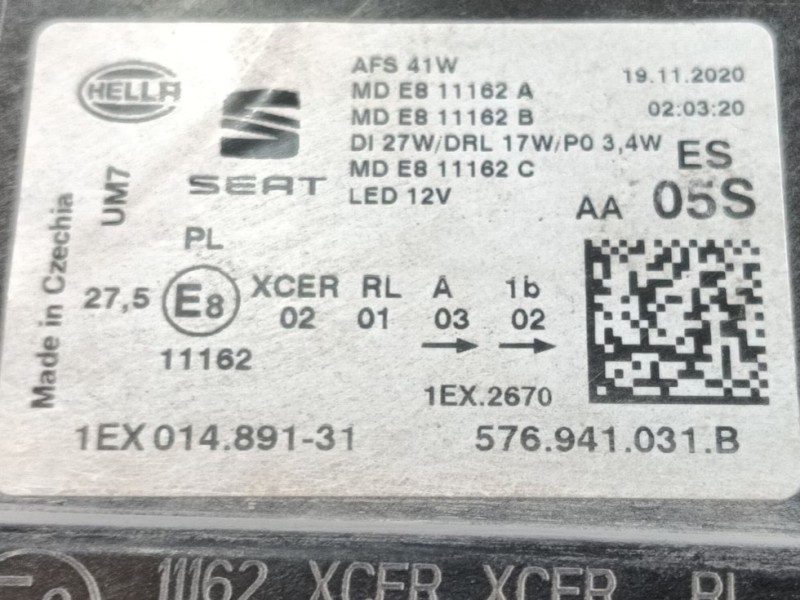 HELLA
SEAT
AFS 41W
MD E8 11162 A
MD E8 11162 B
DI 27W/DRL 17W/PO 3,4W
MD E8 11162 C
LED 12V
19.11.2020
02:03:20
ES
AA 05S
Made in Czechia
UM7
PL
27,5 E8 XCER RL A 1b
02 01 03 02
11162
1EX.2670
1EX 014.891-31 576.941.031.B
11162 XCER XCER RL